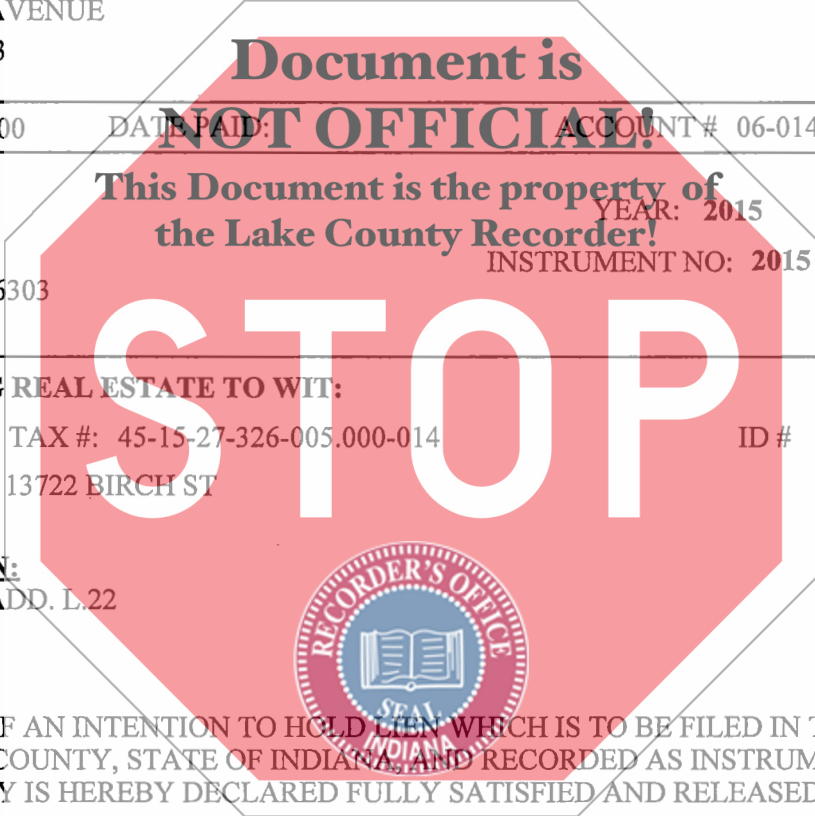 AVENUE
3
Document is
NOT OFFICIAL!
00 DATE PAID: ACCOUNT # 06-014
This Document is the property of
YEAR: 2015
the Lake County Recorder!
INSTRUMENT NO: 2015
6303
STOP
REAL ESTATE TO WIT:
TAX #: 45-15-27-326-005.000-014 ID #
13722 BIRCH ST
N:
ADD. L.22
RECORDER'S OFFICE
SEAL
INDIANA
F AN INTENTION TO HOLD LIEN WHICH IS TO BE FILED IN T
COUNTY, STATE OF INDIANA, AND RECORDED AS INSTRUM
Y IS HEREBY DECLARED FULLY SATISFIED AND RELEASED